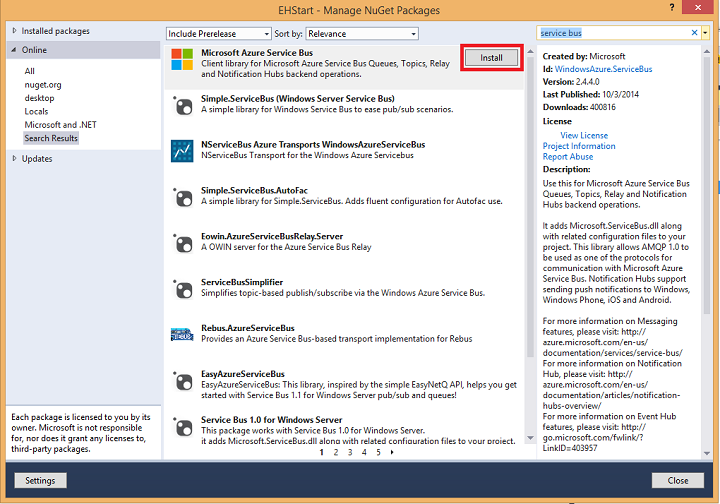 EHStart - Manage NuGet Packages
?
Installed packages
Online
All
nuget.org
desktop
Locals
Microsoft and .NET
Search Results
Updates
Each package is licensed to you by its
owner. Microsoft is not responsible
for, nor does it grant any licenses to,
third-party packages.
Include Prerelease
Sort by: Relevance
Microsoft Azure Service Bus
Client library for Microsoft Azure Service Bus Queues, Topics, Relay
and Notification Hubs backend operations.
Install
Simple.ServiceBus (Windows Server Service Bus)
A simple library for Windows Service Bus to ease pub/sub scenarios.
NServiceBus Azure Transports WindowsAzureServiceBus
NServiceBus Transport for the Windows Azure Servicebus
Simple.ServiceBus.AutoFac
A simple library for Simple.ServiceBus. Adds fluent configuration for Autofac use.
Eowin.AzureServiceBusRelay.Server
A OWIN server for the Azure Service Bus Relay
ServiceBusSimplifier
Simplifies topic-based publish/subscribe via the Windows Azure Service Bus.
Rebus.AzureServiceBus
Provides an Azure Service Bus-based transport implementation for Rebus
EasyAzureServiceBus
EasyAzureServiceBus: This library, inspired by the simple EasyNetQ API, helps you get
started with Service Bus 1.1 for Windows Server pub/sub and queues!
Service Bus 1.0 for Windows Server
This package works with Service Bus 1.0 for Windows Server.
it adds Microsoft.ServiceBus.dll along with related configuration files to your project.
1 2 3 4 5
service bus
Created by: Microsoft
Id: WindowsAzure.ServiceBus
Version: 2.4.4.0
Last Published: 10/3/2014
Downloads: 400816
License
View License
Project Information
Report Abuse
Description:
Use this for Microsoft Azure Service Bus
Queues, Topics, Relay and Notification
Hubs backend operations.
It adds Microsoft.ServiceBus.dll along
with related configuration files to your
project. This library allows AMQP 1.0 to
be used as one of the protocols for
communication with Microsoft Azure
Service Bus. Notification Hubs support
sending push notifications to Windows,
Windows Phone, iOS and Android.
For more information on Messaging
features, please visit: http://
azure.microsoft.com/en-us/
documentation/services/service-bus/
For more information on Notification
Hub, please visit: http://
azure.microsoft.com/en-us/
documentation/articles/notification-
hubs-overview/
For more information on Event Hub
features, please visit: http://
go.microsoft.com/fwlink/?
LinkID=403957
Settings
Close